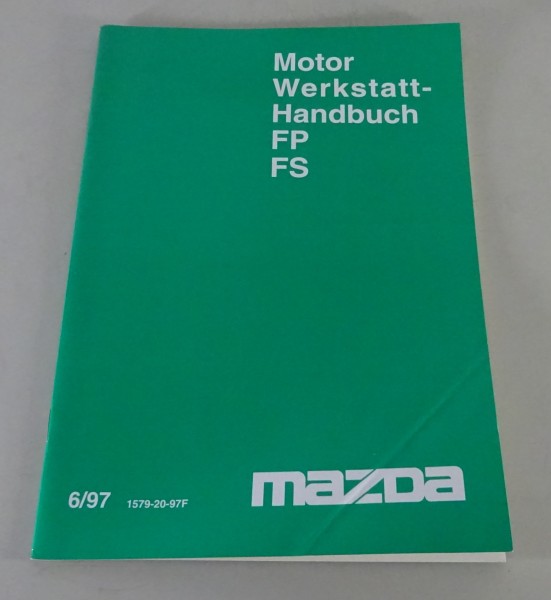 Motor
Werkstatt-
Handbuch
FP
FS
6/97 1579-20-97F
mazda